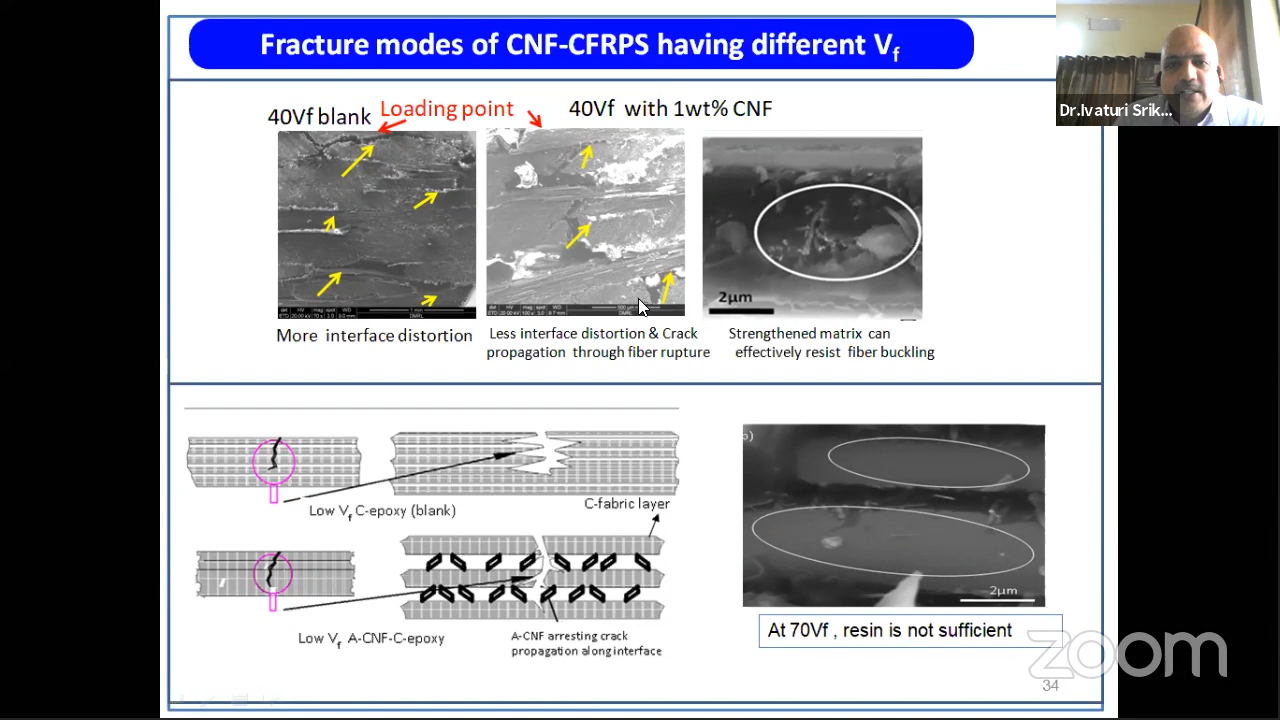 Fracture modes of CNF-CFRPS having different Vf
Dr.Ivaturi Srik...
40Vf blank
Loading point
40Vf with 1wt% CNF
2µm
More interface distortion
Less interface distortion & Crack
propagation through fiber rupture
Strengthened matrix can
effectively resist fiber buckling
Low Vf C-epoxy (blank)
C-fabric layer
Low Vf A-CNF-C-epoxy
A-CNF arresting crack
propagation along interface
2µm
At 70Vf , resin is not sufficient
zoom
34